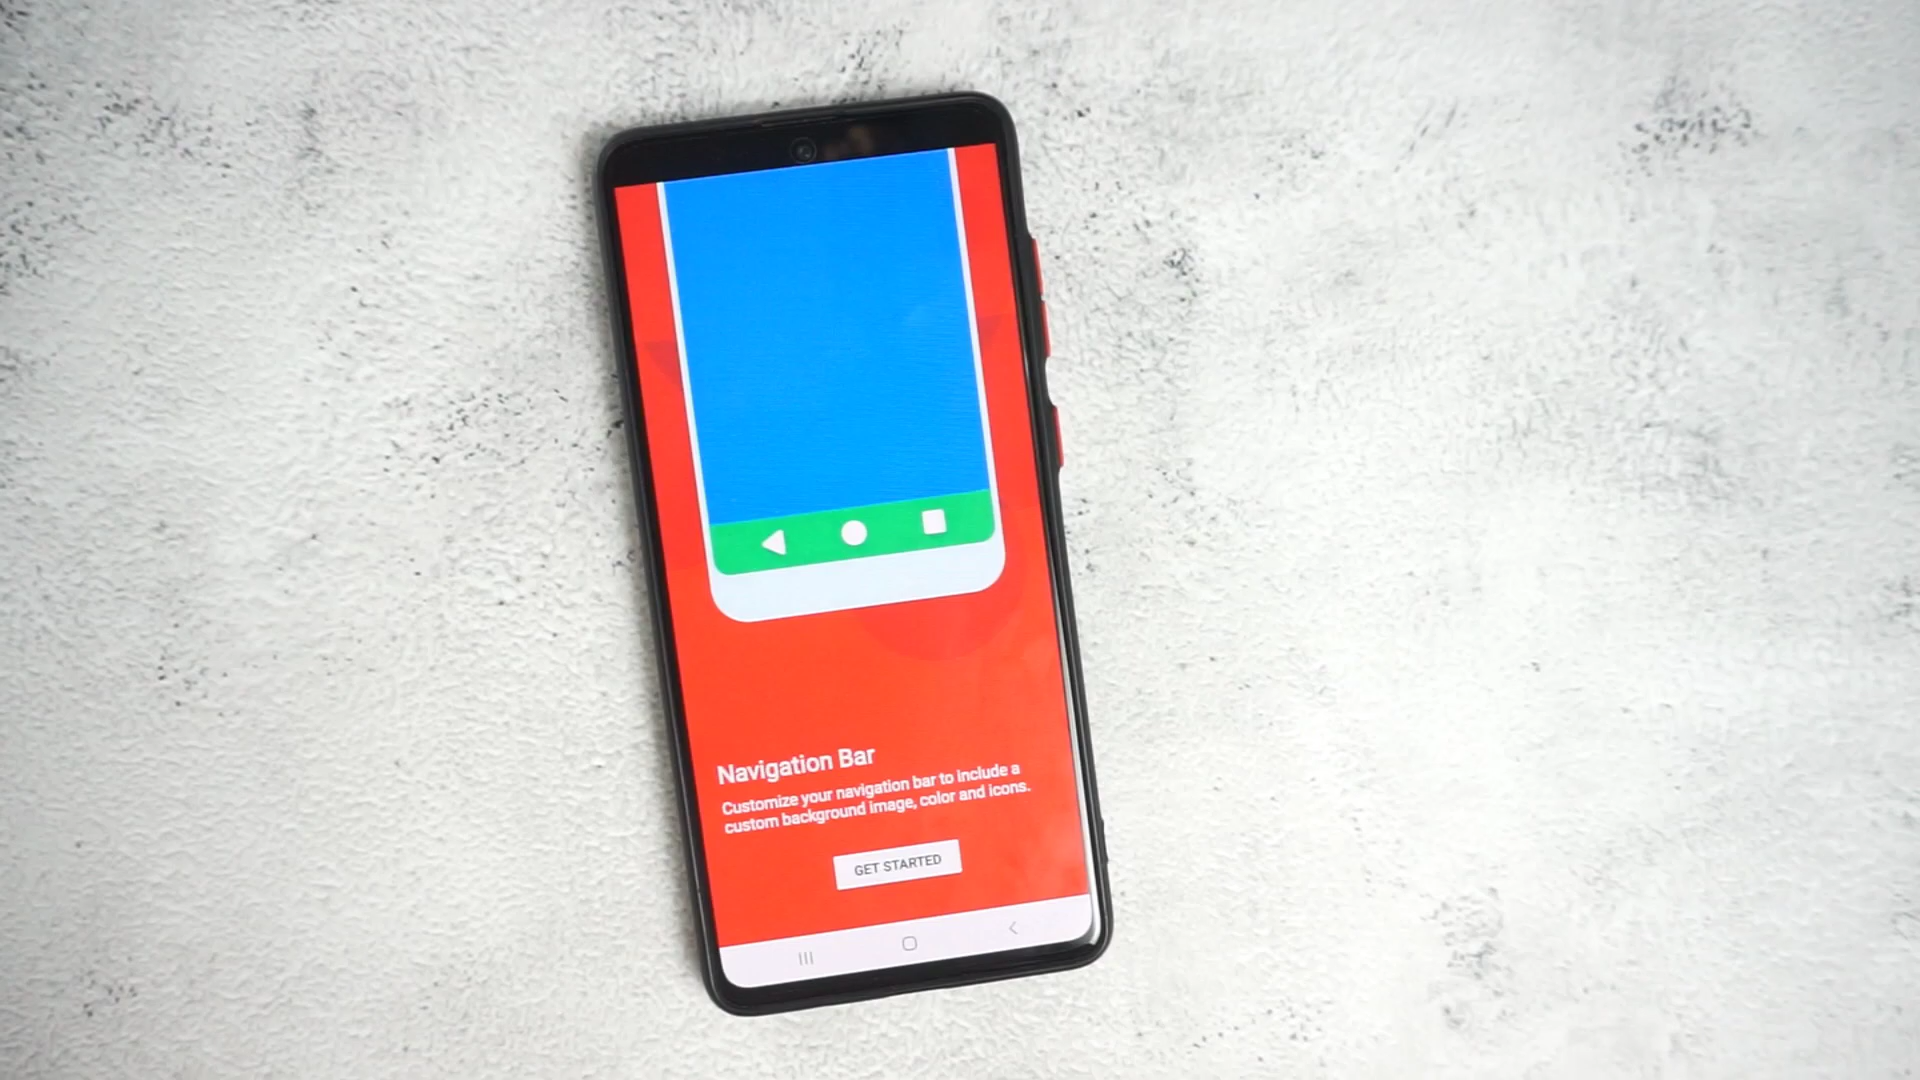 Navigation Bar
Customize your navigation bar to include a
custom background image, color and icons.
GET STARTED